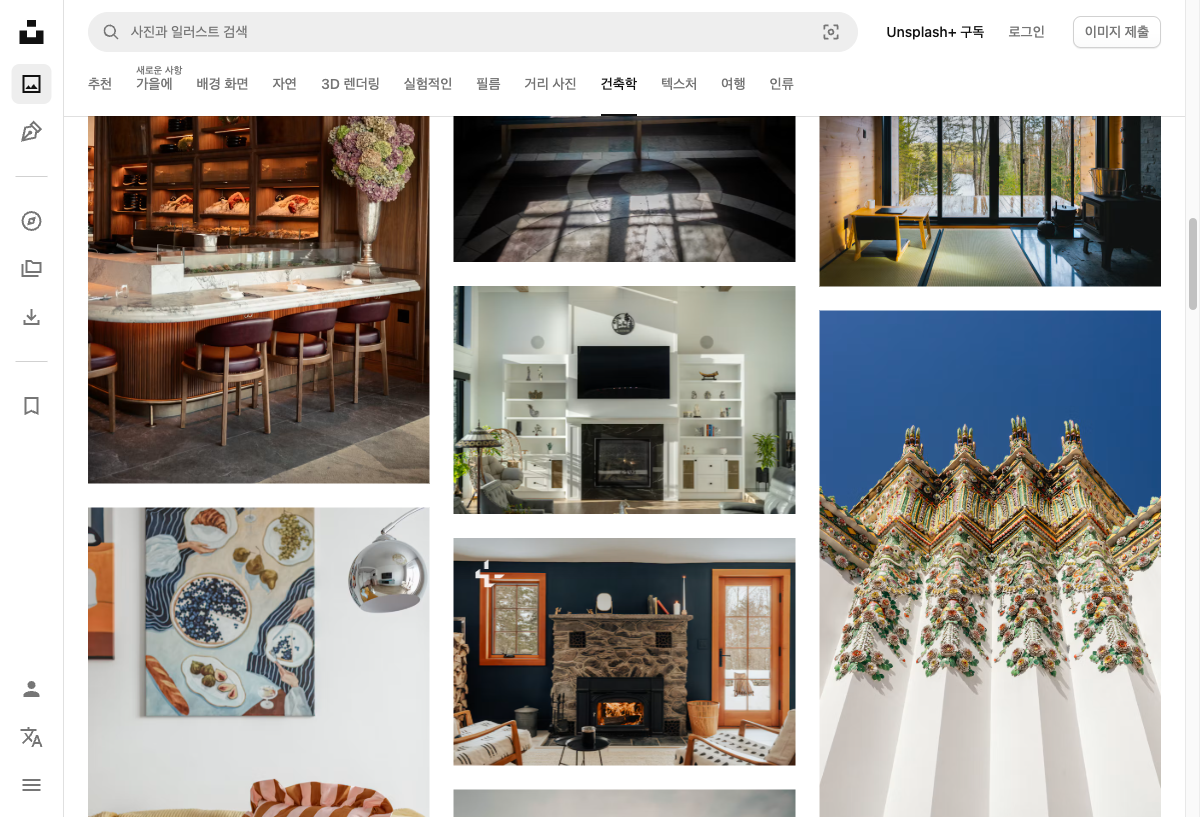 사진과 일러스트 검색
Unsplash+ 구독
로그인
이미지 제출
추천
새로운 사항
가을에
배경 화면
자연
3D 렌더링
실험적인
필름
거리 사진
건축학
텍스처
여행
인류